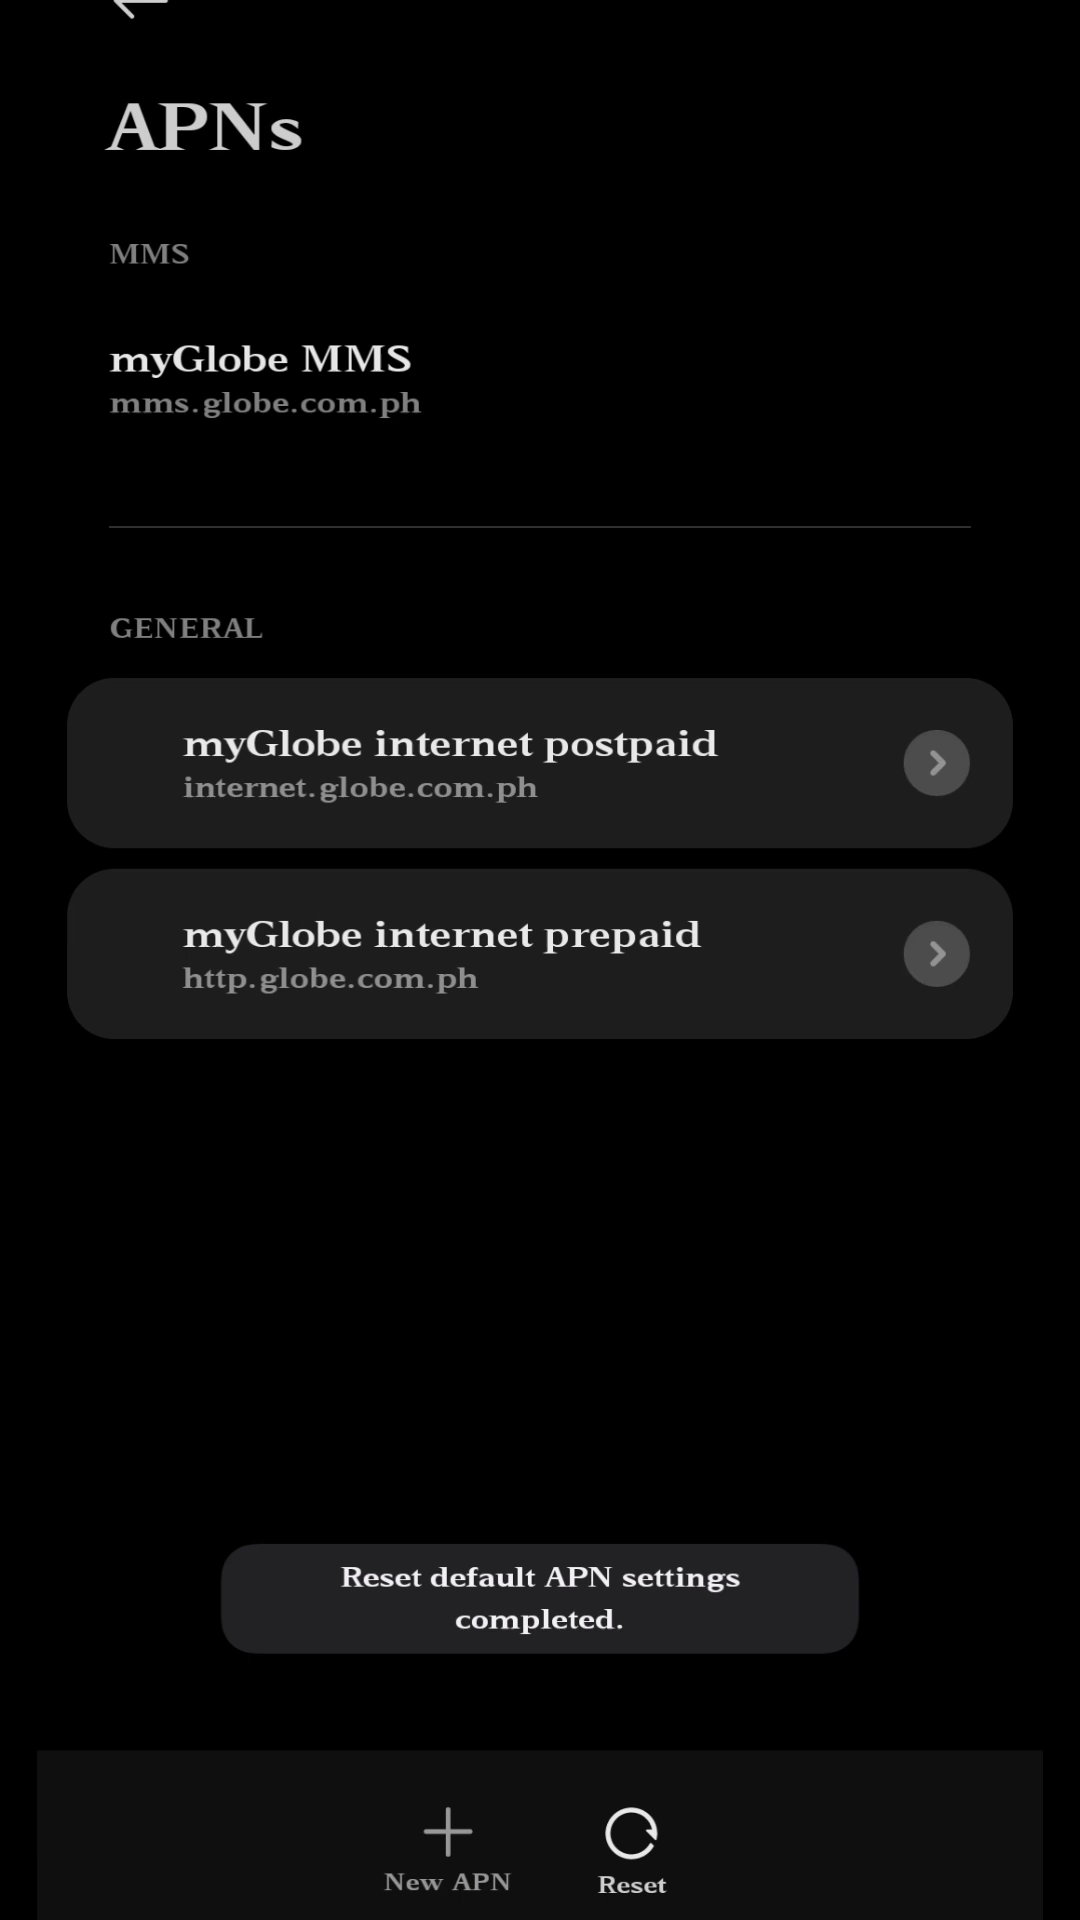 APNs
MMS
myGlobe MMS
mms.globe.com.ph
GENERAL
myGlobe internet postpaid
internet.globe.com.ph
myGlobe internet prepaid
http.globe.com.ph
Reset default APN settings
completed.
New APN
Reset